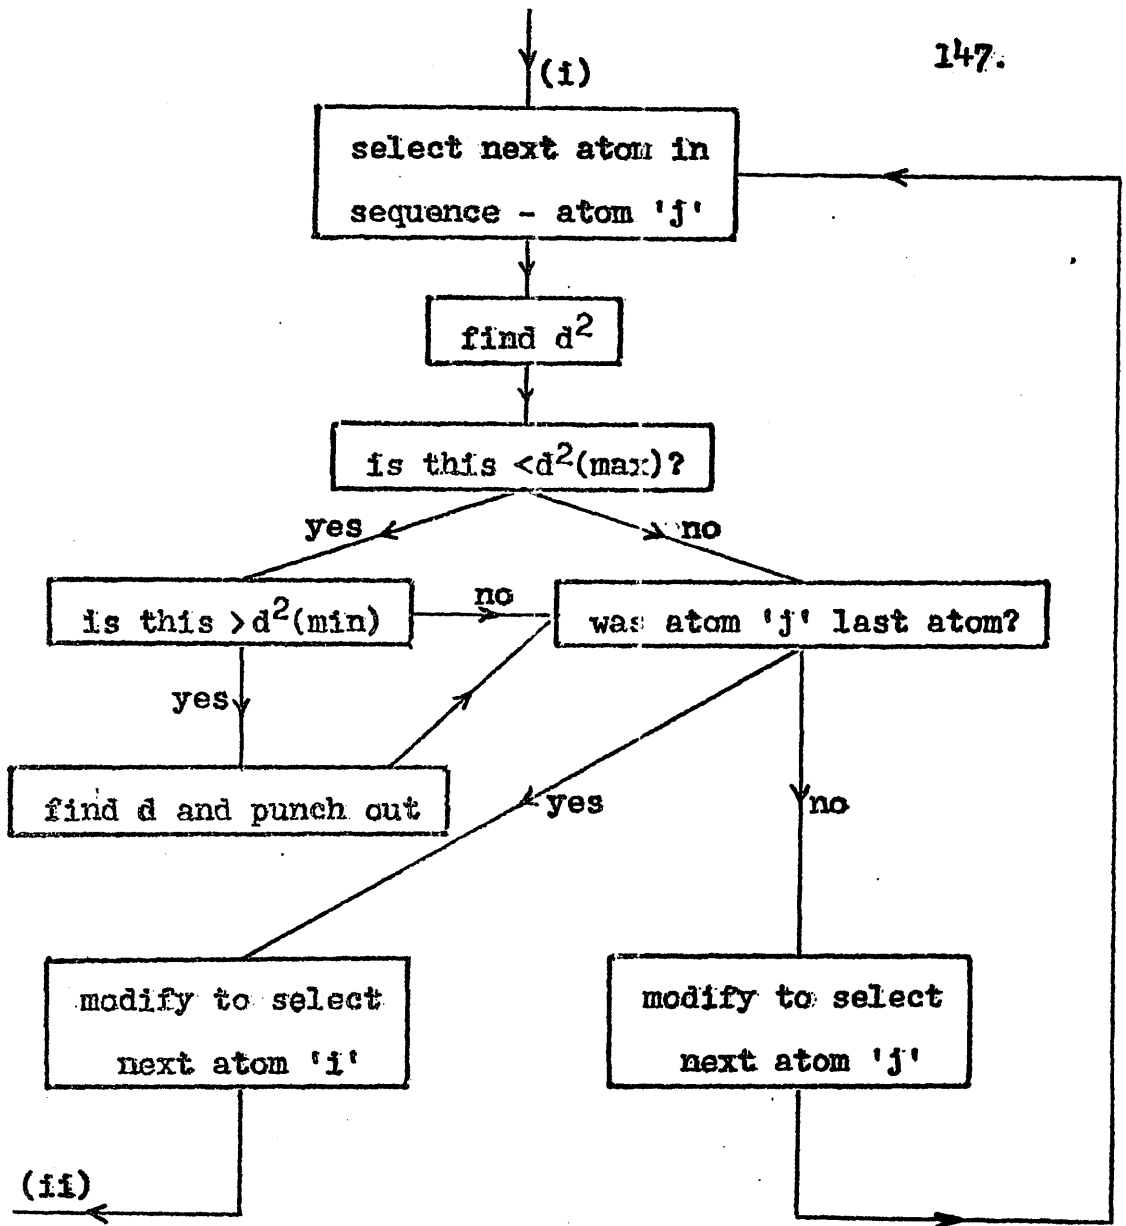 147.
(i)
select next atom in
sequence - atom 'j'
find d²
is this <d²(max)?
yes
no
is this >d²(min)
no
was atom 'j' last atom?
yes
find d and punch out
yes
no
modify to select
next atom 'i'
modify to select
next atom 'j'
(ii)